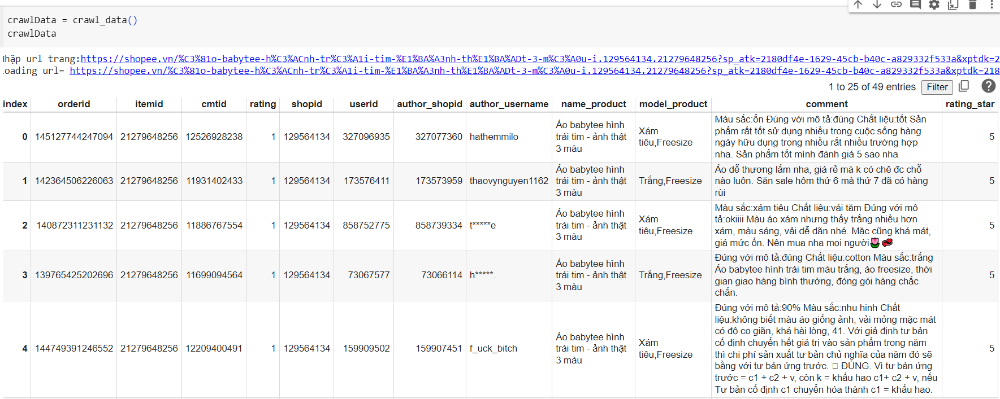 crawlData = crawl_data()
crawlData
Nhập url trang:https://shopee.vn/%C3%81o-babytee-h%C3%ACnh-tr%C3%A1i-tim-%E1%BA%A3nh-th%E1%BA%ADt-3-m%C3%A0u-i.129564134.21279648256?sp_atk=2180df4e-1629-45cb-b40c-a829332f533a&xptdk=2
Loading url= https://shopee.vn/%C3%81o-babytee-h%C3%ACnh-tr%C3%A1i-tim-%E1%BA%A3nh-th%E1%BA%ADt-3-m%C3%A0u-i.129564134.21279648256?sp_atk=2180df4e-1629-45cb-b40c-a829332f533a&xptdk=218
1 to 25 of 49 entries Filter
index orderid itemid cmtid rating shopid userid author_shopid author_username name_product model_product comment rating_star
0 145127744247094 21279648256 12526928238 1 129564134 327096935 327077360 hathemmilo
Áo babytee hình
trái tim - ảnh thật
3 màu
Xám
tiêu,Freesize
Màu sắc:ổn Đúng với mô tả:đúng Chất liệu:tốt Sản
phẩm rất tốt sử dụng nhiều trong cuộc sống hàng
ngày hữu dụng trong nhiều rất nhiều trường hợp
nha. Sản phẩm tốt mình đánh giá 5 sao nha
5
1 142364506226063 21279648256 11931402433 1 129564134 173576411 173573959 thaovynguyen1162
Áo babytee hình
trái tim - ảnh thật
3 màu
Trắng,Freesize
Áo dễ thương lắm nha, giá rẻ mà k có chê đc chỗ
nào luôn. Săn sale hôm thứ 6 mà thứ 7 đã có hàng
rùi
5
2 140872311231132 21279648256 11886767554 1 129564134 858752775 858739334 t*****e
Áo babytee hình
trái tim - ảnh thật
3 màu
Xám
tiêu,Freesize
Màu sắc:xám tiêu Chất liệu:vải tăm Đúng với mô
tả:okiiii Màu áo xám nhưng thấy trắng nhiều hơn
xám, màu sáng, vải dễ dãn nhé. Mặc cũng khá mát,
giá mức ổn. Nên mua nha mọi người🌷💋
5
3 139765425202696 21279648256 11699094564 1 129564134 73067577 73066114 h*****.
Áo babytee hình
trái tim - ảnh thật
3 màu
Trắng,Freesize
Đúng với mô tả:đúng Chất liệu:cotton Màu sắc:trắng
Áo babytee hình trái tim màu trắng, áo freesize, thời
gian giao hàng bình thường, đóng gói hàng chắc
chắn.
5
4 144749391246552 21279648256 12209400491 1 129564134 159909502 159907451 f_uck_bitch
Áo babytee hình
trái tim - ảnh thật
3 màu
Xám
tiêu,Freesize
Đúng với mô tả:90% Màu sắc:nhu hinh Chất
liệu:không biết màu áo giống ảnh, vải mỏng mặc mát
có độ co giãn, khá hài lòng, 41. Với giả định tư bản
cố định chuyển hết giá trị vào sản phẩm trong năm
thì chi phí sản xuất tư bản chủ nghĩa của năm đó sẽ
bằng với tư bản ứng trước.  ĐÚNG. Vì tư bản ứng
trước = c1 + c2 + v, còn k = khấu hao c1+ c2 + v, nếu
Tư bản cố định c1 chuyển hóa thành c1 = khấu hao.
5